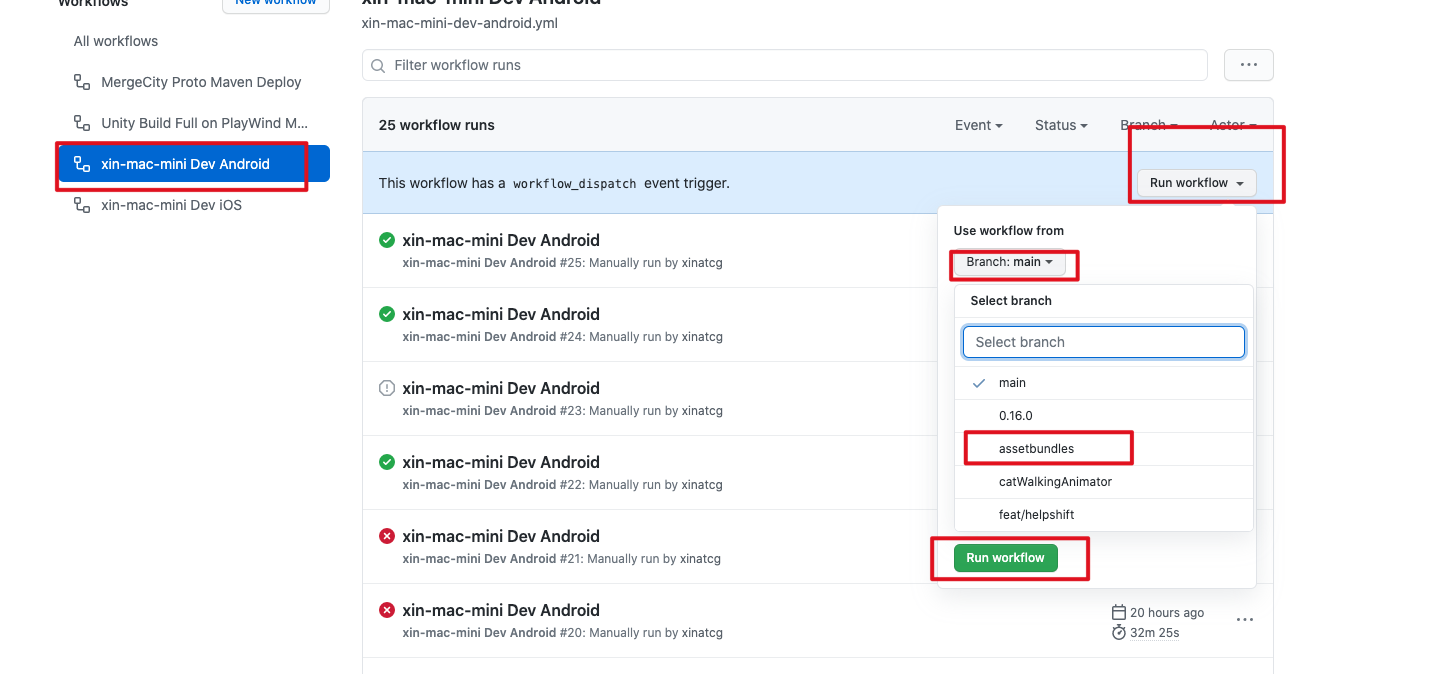 Workflows
New workflow
All workflows
MergeCity Proto Maven Deploy
Unity Build Full on PlayWind M...
xin-mac-mini Dev Android
xin-mac-mini Dev iOS
xin-mac-mini Dev Android
xin-mac-mini-dev-android.yml
Filter workflow runs
25 workflow runs
Event
Status
Branch
Actor
This workflow has a workflow_dispatch event trigger.
Run workflow
xin-mac-mini Dev Android
xin-mac-mini Dev Android #25: Manually run by xinatcg
xin-mac-mini Dev Android
xin-mac-mini Dev Android #24: Manually run by xinatcg
xin-mac-mini Dev Android
xin-mac-mini Dev Android #23: Manually run by xinatcg
xin-mac-mini Dev Android
xin-mac-mini Dev Android #22: Manually run by xinatcg
xin-mac-mini Dev Android
xin-mac-mini Dev Android #21: Manually run by xinatcg
xin-mac-mini Dev Android
xin-mac-mini Dev Android #20: Manually run by xinatcg
20 hours ago
32m 25s
Use workflow from
Branch: main
Select branch
Select branch
main
0.16.0
assetbundles
catWalkingAnimator
feat/helpshift
Run workflow